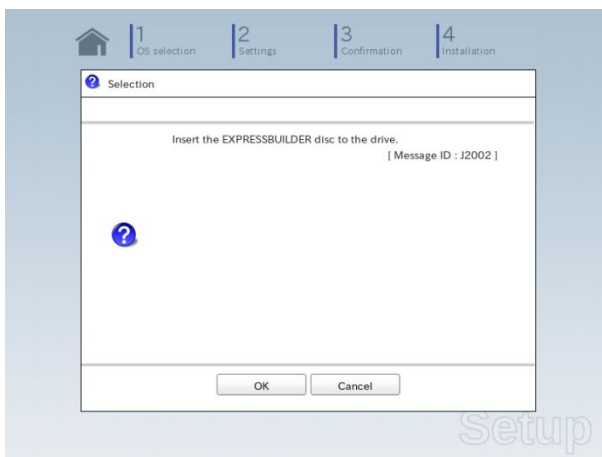 1
OS selection
2
Settings
3
Confirmation
4
Installation
Selection
Insert the EXPRESSBUILDER disc to the drive.
[ Message ID : J2002 ]
OK
Cancel
Setup